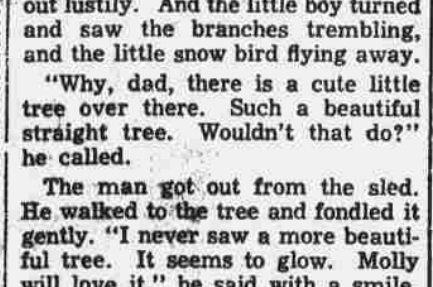 out lustily. And the little boy turned
and saw the branches trembling,
and the little snow bird flying away.
"Why, dad, there is a cute little
tree over there. Such a beautiful
straight tree. Wouldn't that do?"
he called.
The man got out from the sled.
He walked to the tree and fondled it
gently. "I never saw a more beauti-
ful tree. It seems to glow. Molly
will love it," he said with a smile.